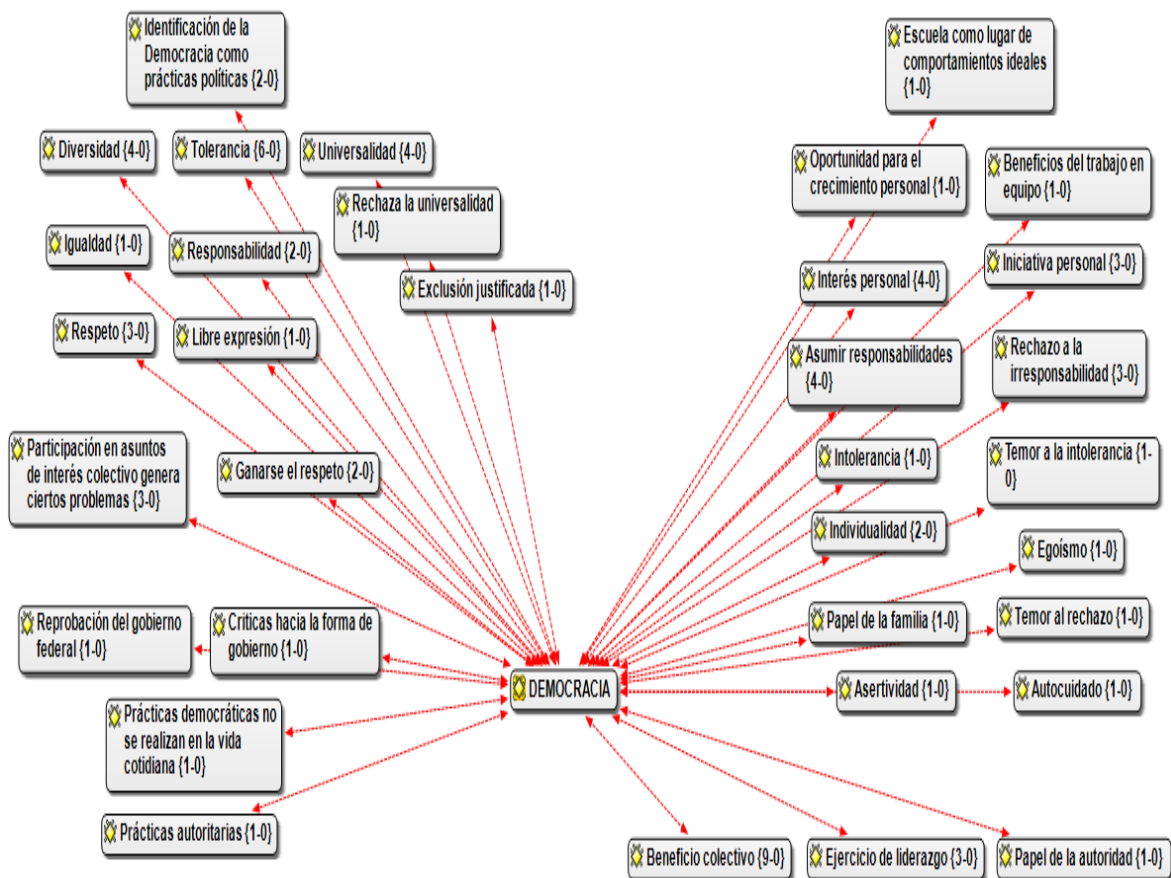 Identificación de la
Democracia como
prácticas políticas {2-0}
Diversidad {4-0}
Tolerancia {6-0}
Universalidad {4-0}
Rechaza la universalidad
{1-0}
Igualdad {1-0}
Responsabilidad {2-0}
Exclusión justificada {1-0}
Respeto {3-0}
Libre expresión {1-0}
Participación en asuntos
de interés colectivo genera
ciertos problemas {3-0}
Ganarse el respeto {2-0}
Reprobación del gobierno
federal {1-0}
Criticas hacia la forma de
gobierno {1-0}
Prácticas democráticas no
se realizan en la vida
cotidiana {1-0}
Prácticas autoritarias {1-0}
DEMOCRACIA
Escuela como lugar de
comportamientos ideales
{1-0}
Oportunidad para el
crecimiento personal {1-0}
Beneficios del trabajo en
equipo {1-0}
Interés personal {4-0}
Iniciativa personal {3-0}
Asumir responsabilidades
{4-0}
Rechazo a la
irresponsabilidad {3-0}
Intolerancia {1-0}
Temor a la intolerancia {1-
0}
Individualidad {2-0}
Egoísmo {1-0}
Papel de la familia {1-0}
Temor al rechazo {1-0}
Asertividad {1-0}
Autocuidado {1-0}
Beneficio colectivo {9-0}
Ejercicio de liderazgo {3-0}
Papel de la autoridad {1-0}